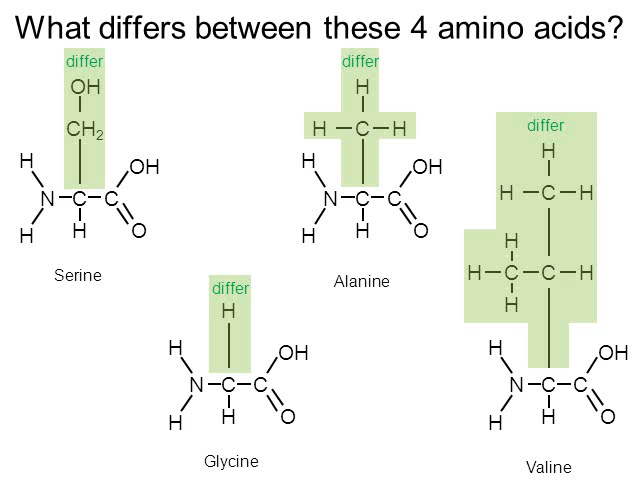 What differs between these 4 amino acids?
differ
OH
CH2
H
OH
N C C
H
H
O
Serine
differ
H
H C H
H
OH
N C C
H
H
O
Alanine
differ
H
H
OH
N C C
H
H
O
Glycine
differ
H
H C H
H
H C C H
H
H
OH
N C C
H
H
O
Valine